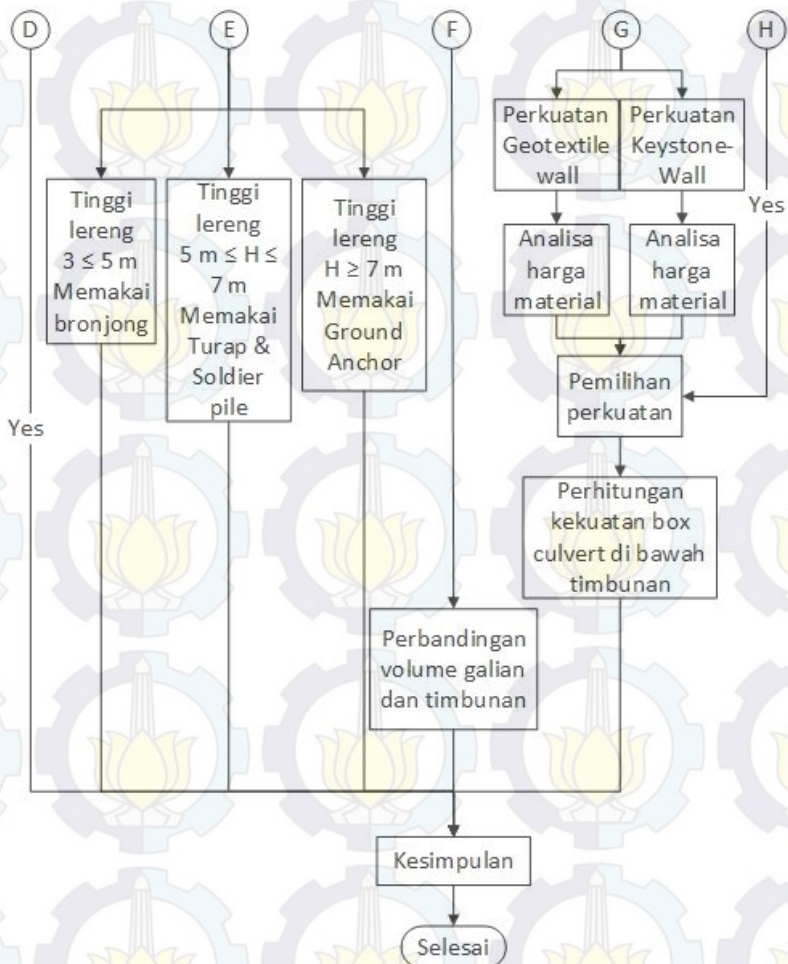 D
E
F
G
H
Perkuatan
Geotextile
wall
Perkuatan
Keystone-
Wall
Yes
Tinggi
lereng
3 ≤ 5 m
Memakai
bronjong
Tinggi
lereng
5 m ≤ H ≤
7 m
Memakai
Turap &
Soldier
pile
Tinggi
lereng
H ≥ 7 m
Memakai
Ground
Anchor
Analisa
harga
material
Analisa
harga
material
Pemilihan
perkuatan
Yes
Perhitungan
kekuatan box
culvert di bawah
timbunan
Perbandingan
volume galian
dan timbunan
Kesimpulan
Selesai